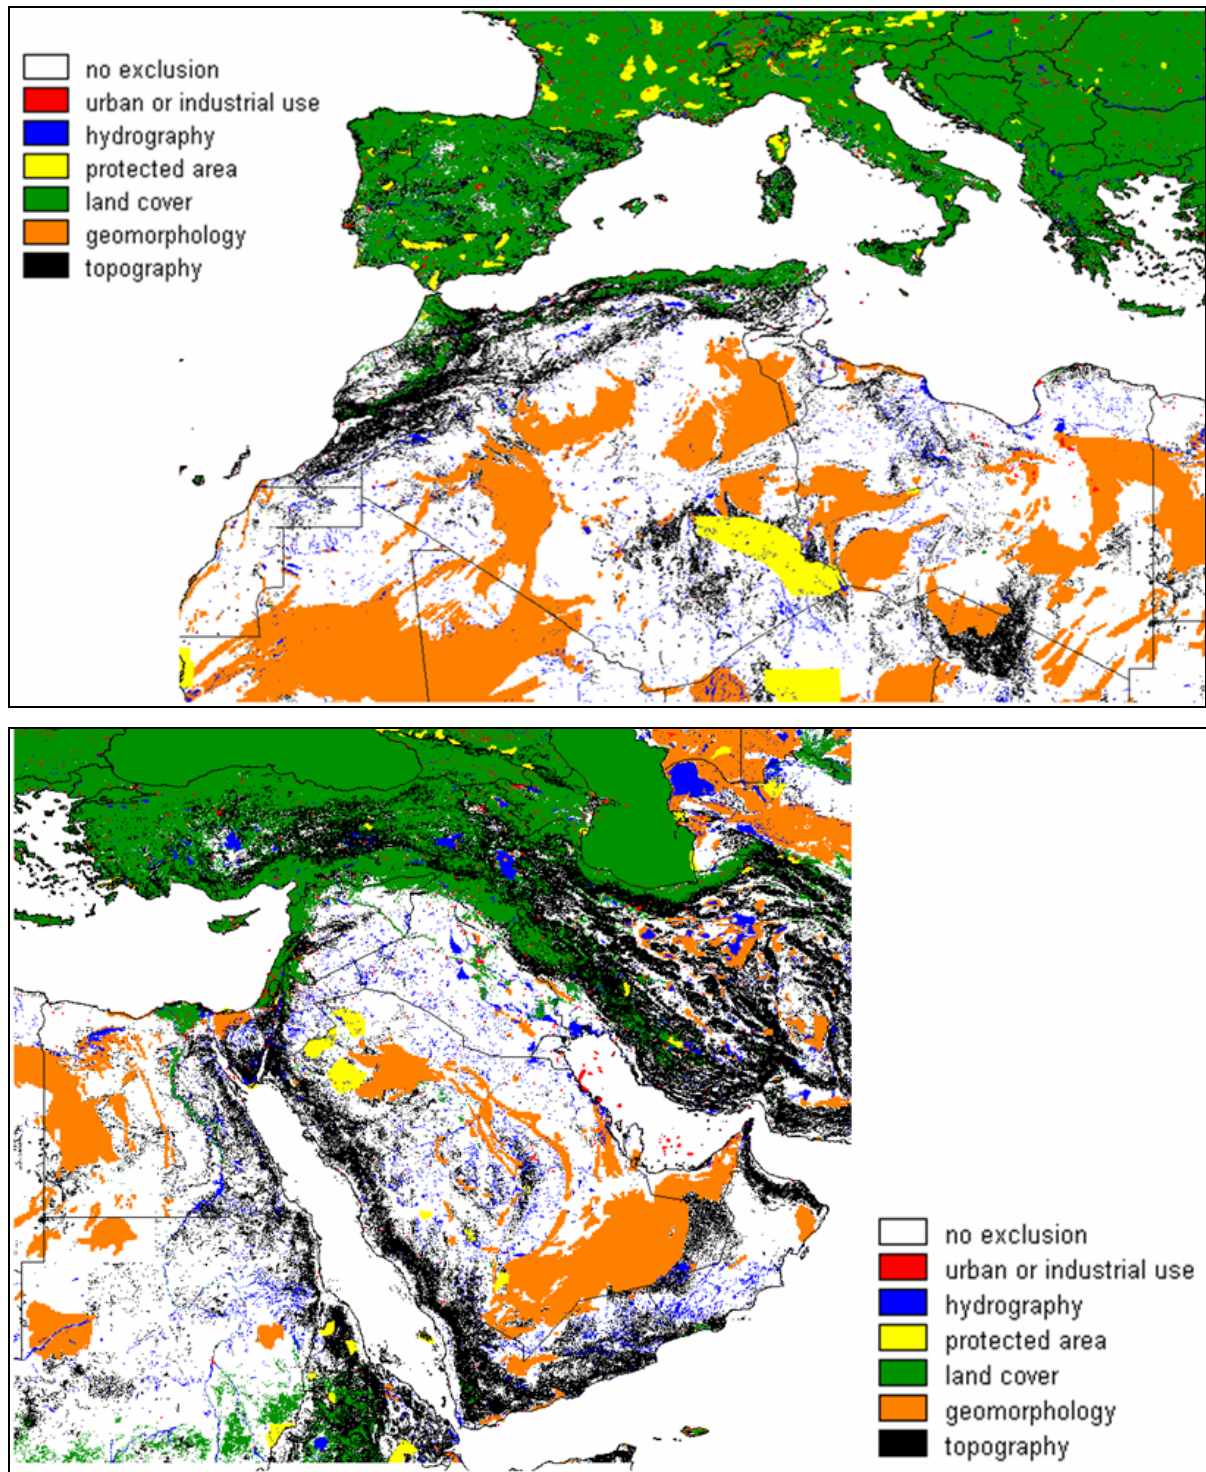 no exclusion
urban or industrial use
hydrography
protected area
land cover
geomorphology
topography
no exclusion
urban or industrial use
hydrography
protected area
land cover
geomorphology
topography